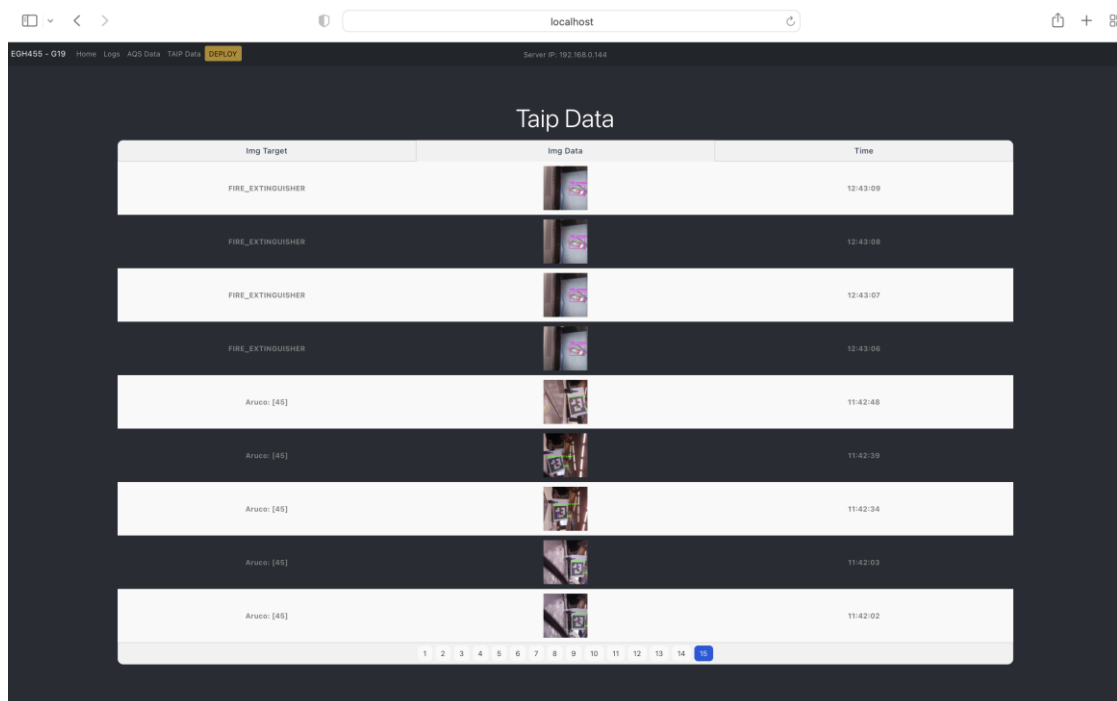 localhost
EGH455 - G19 Home Logs AQS Data TAIP Data DEPLOY Server IP: 192.168.0.144
Taip Data
Img Target Img Data Time
FIRE_EXTINGUISHER 12:43:09
FIRE_EXTINGUISHER 12:43:08
FIRE_EXTINGUISHER 12:43:07
FIRE_EXTINGUISHER 12:43:06
Aruco: [45] 11:42:48
Aruco: [45] 11:42:39
Aruco: [45] 11:42:34
Aruco: [45] 11:42:03
Aruco: [45] 11:42:02
1 2 3 4 5 6 7 8 9 10 11 12 13 14 15